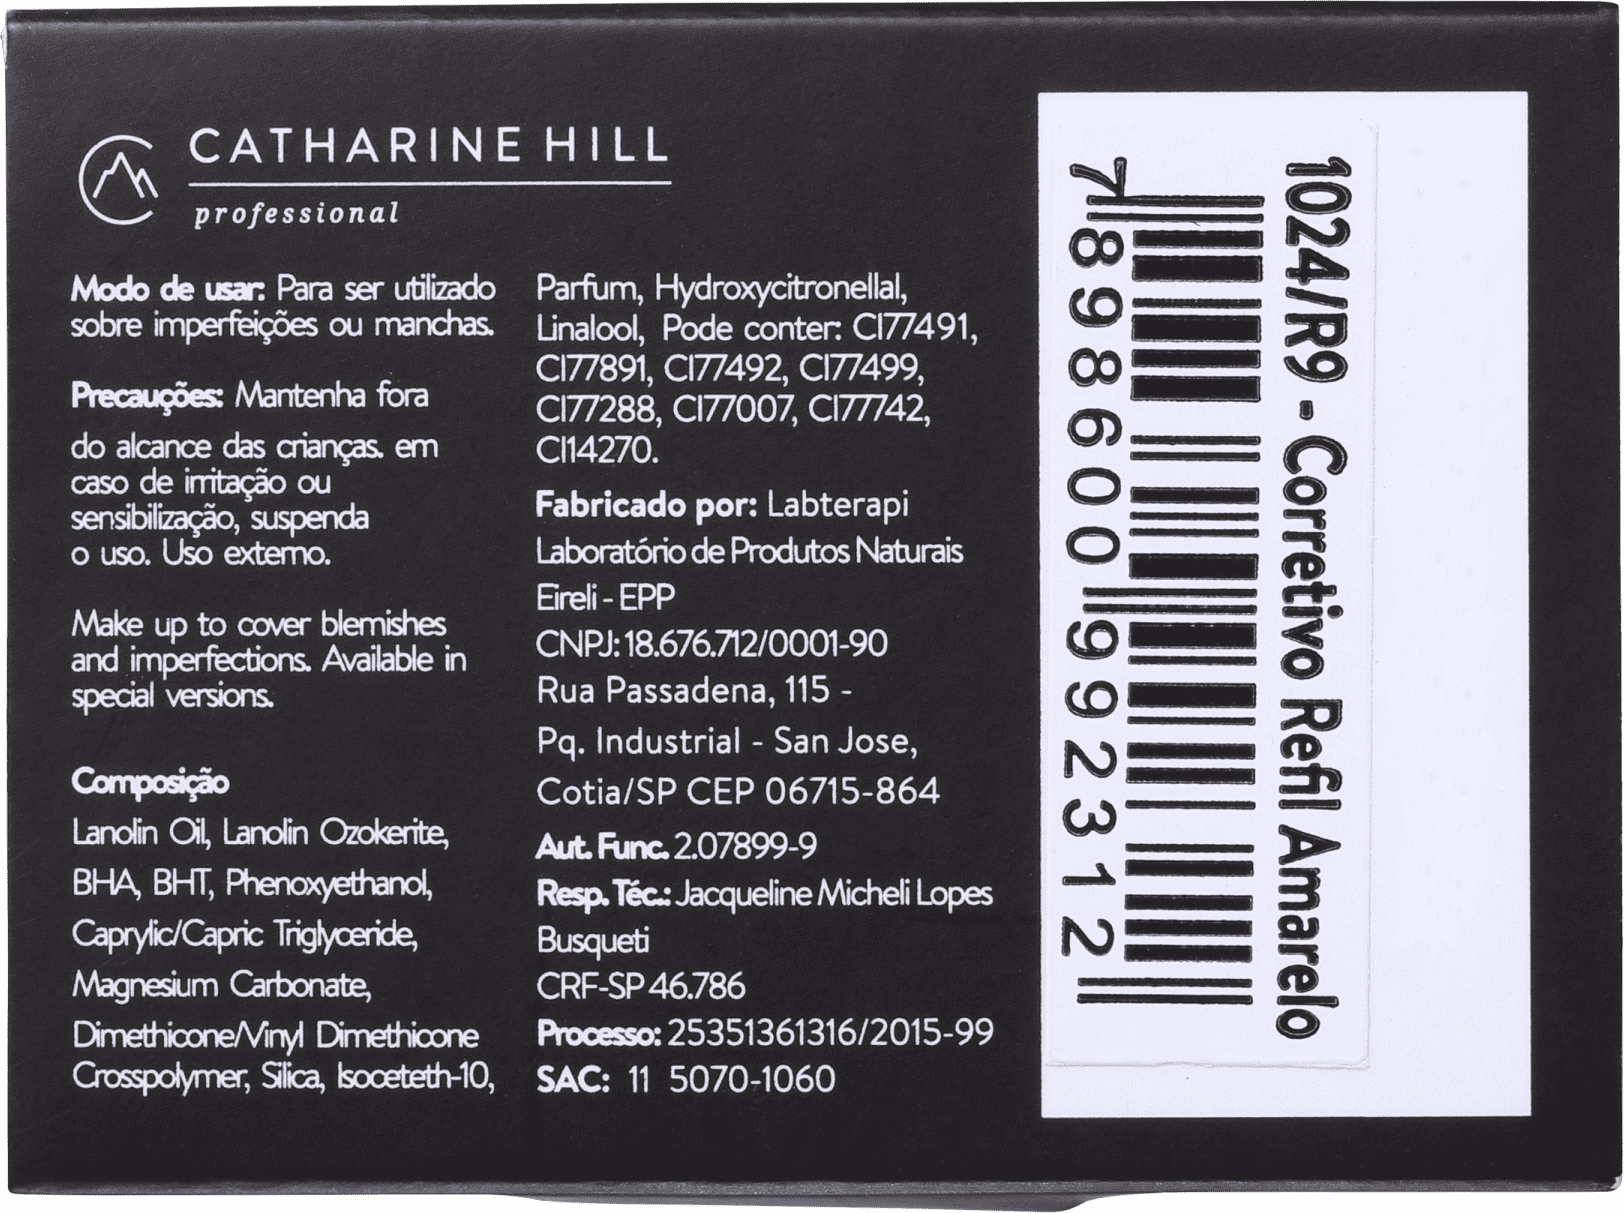 CATHARINE HILL
professional
Modo de usar: Para ser utilizado
sobre imperfeições ou manchas.
Precauções: Mantenha fora
do alcance das crianças. em
caso de irritação ou
sensibilização, suspenda
o uso. Uso externo.
Make up to cover blemishes
and imperfections. Available in
special versions.
Composição
Lanolin Oil, Lanolin Ozokerite,
BHA, BHT, Phenoxyethanol,
Caprylic/Capric Triglyceride,
Magnesium Carbonate,
Dimethicone/Vinyl Dimethicone
Crosspolymer, Silica, Isoceteth-10,
Parfum, Hydroxycitronellal,
Linalool, Pode conter: CI77491,
CI77891, CI77492, CI77499,
CI77288, CI77007, CI77742,
CI14270.
Fabricado por: Labterapi
Laboratório de Produtos Naturais
Eireli - EPP
CNPJ: 18.676.712/0001-90
Rua Passadena, 115 -
Pq. Industrial - San Jose,
Cotia/SP CEP 06715-864
Aut. Func. 2.07899-9
Resp. Téc.: Jacqueline Micheli Lopes
Busqueti
CRF-SP 46.786
Processo: 25351361316/2015-99
SAC: 11 5070-1060
1024/R9 - Corretivo Refil Amarelo
7898600992312